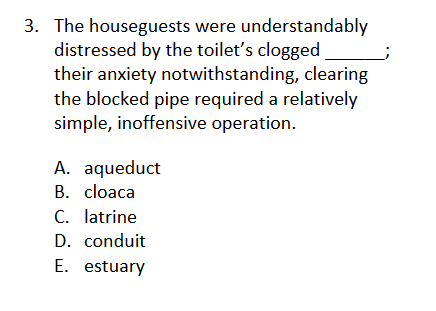 3. The houseguests were understandably
distressed by the toilet’s clogged ______;
their anxiety notwithstanding, clearing
the blocked pipe required a relatively
simple, inoffensive operation.
A. aqueduct
B. cloaca
C. latrine
D. conduit
E. estuary